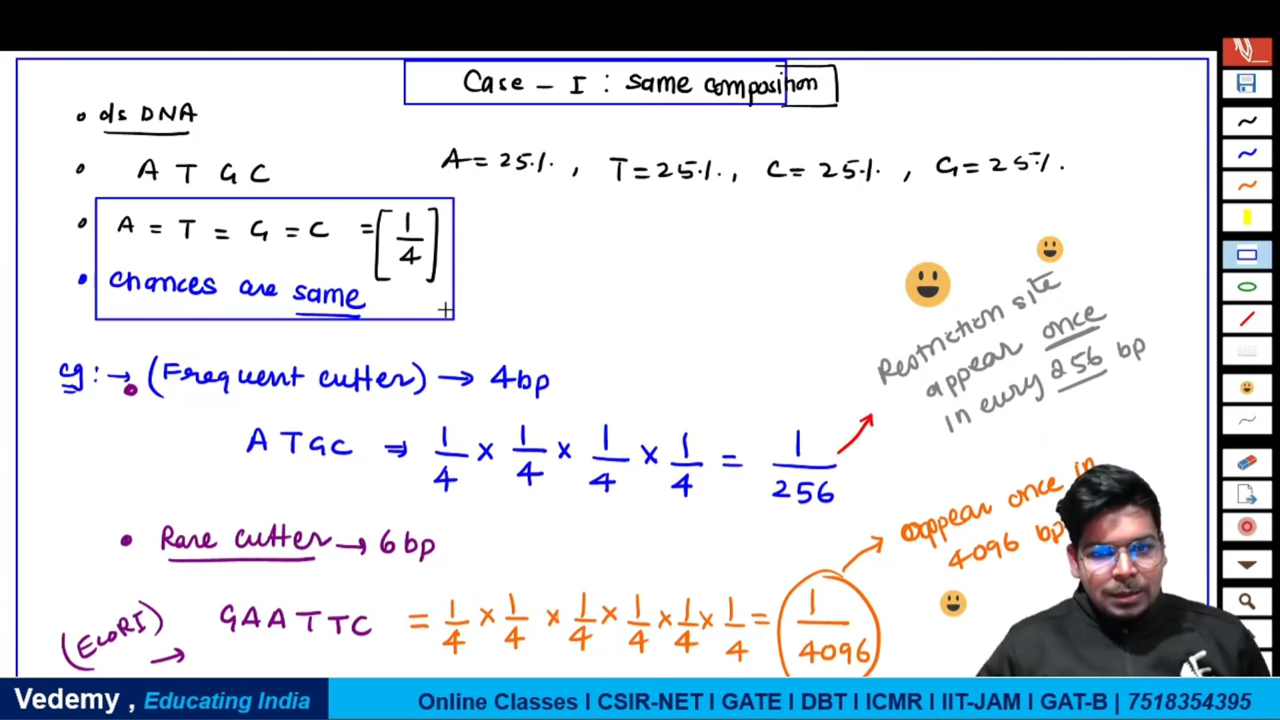 Case - I : same composition
• ds DNA
• A T G C
A = 25%. , T = 25%. , C = 25%. , G = 25%.
• A = T = G = C = [1/4]
• chances are same
eg : → (Frequent cutter) → 4bp
A T G C ⇒ 1/4 × 1/4 × 1/4 × 1/4 = 1/256
Restriction site
appear once
in every 256 bp
• Rare cutter → 6 bp
appear once in
4096 bp
(EcoRI) → GAATTC = 1/4 × 1/4 × 1/4 × 1/4 × 1/4 × 1/4 = 1/4096
Vedemy , Educating India
Online Classes I CSIR-NET I GATE I DBT I ICMR I IIT-JAM I GAT-B I 7518354395